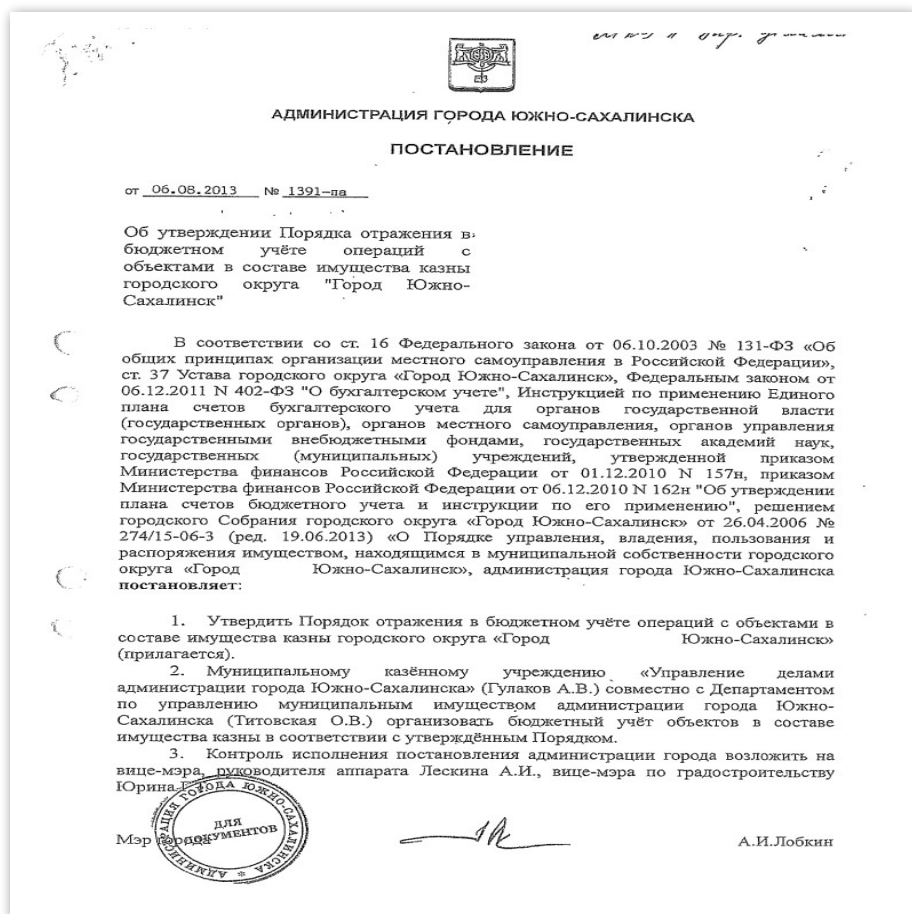 АДМИНИСТРАЦИЯ ГОРОДА ЮЖНО-САХАЛИНСКА
ПОСТАНОВЛЕНИЕ
от 06.08.2013 № 1391-па
Об утверждении Порядка отражения в
бюджетном учёте операций с
объектами в составе имущества казны
городского округа "Город Южно-
Сахалинск"
В соответствии со ст. 16 Федерального закона от 06.10.2003 № 131-ФЗ «Об
общих принципах организации местного самоуправления в Российской Федерации»,
ст. 37 Устава городского округа «Город Южно-Сахалинск», Федеральным законом от
06.12.2011 N 402-ФЗ "О бухгалтерском учете", Инструкцией по применению Единого
плана счетов бухгалтерского учета для органов государственной власти
(государственных органов), органов местного самоуправления, органов управления
государственными внебюджетными фондами, государственных академий наук,
государственных (муниципальных) учреждений, утвержденной приказом
Министерства финансов Российской Федерации от 01.12.2010 N 157н, приказом
Министерства финансов Российской Федерации от 06.12.2010 N 162н "Об утверждении
плана счетов бюджетного учета и инструкции по его применению", решением
городского Собрания городского округа «Город Южно-Сахалинск» от 26.04.2006 №
274/15-06-3 (ред. 19.06.2013) «О Порядке управления, владения, пользования и
распоряжения имуществом, находящимся в муниципальной собственности городского
округа «Город Южно-Сахалинск», администрация города Южно-Сахалинска
постановляет:
1. Утвердить Порядок отражения в бюджетном учёте операций с объектами в
составе имущества казны городского округа «Город Южно-Сахалинск»
(прилагается).
2. Муниципальному казённому учреждению «Управление делами
администрации города Южно-Сахалинска» (Гулаков А.В.) совместно с Департаментом
по управлению муниципальным имуществом администрации города Южно-
Сахалинска (Титовская О.В.) организовать бюджетный учёт объектов в составе
имущества казны в соответствии с утверждённым Порядком.
3. Контроль исполнения постановления администрации города возложить на
вице-мэра, руководителя аппарата Лескина А.И., вице-мэра по градостроительству
Юрина
АДМИНИСТРАЦИЯ ГОРОДА ЮЖНО-САХАЛИНСКА
ДЛЯ
ДОКУМЕНТОВ
Мэр города А.И.Лобкин